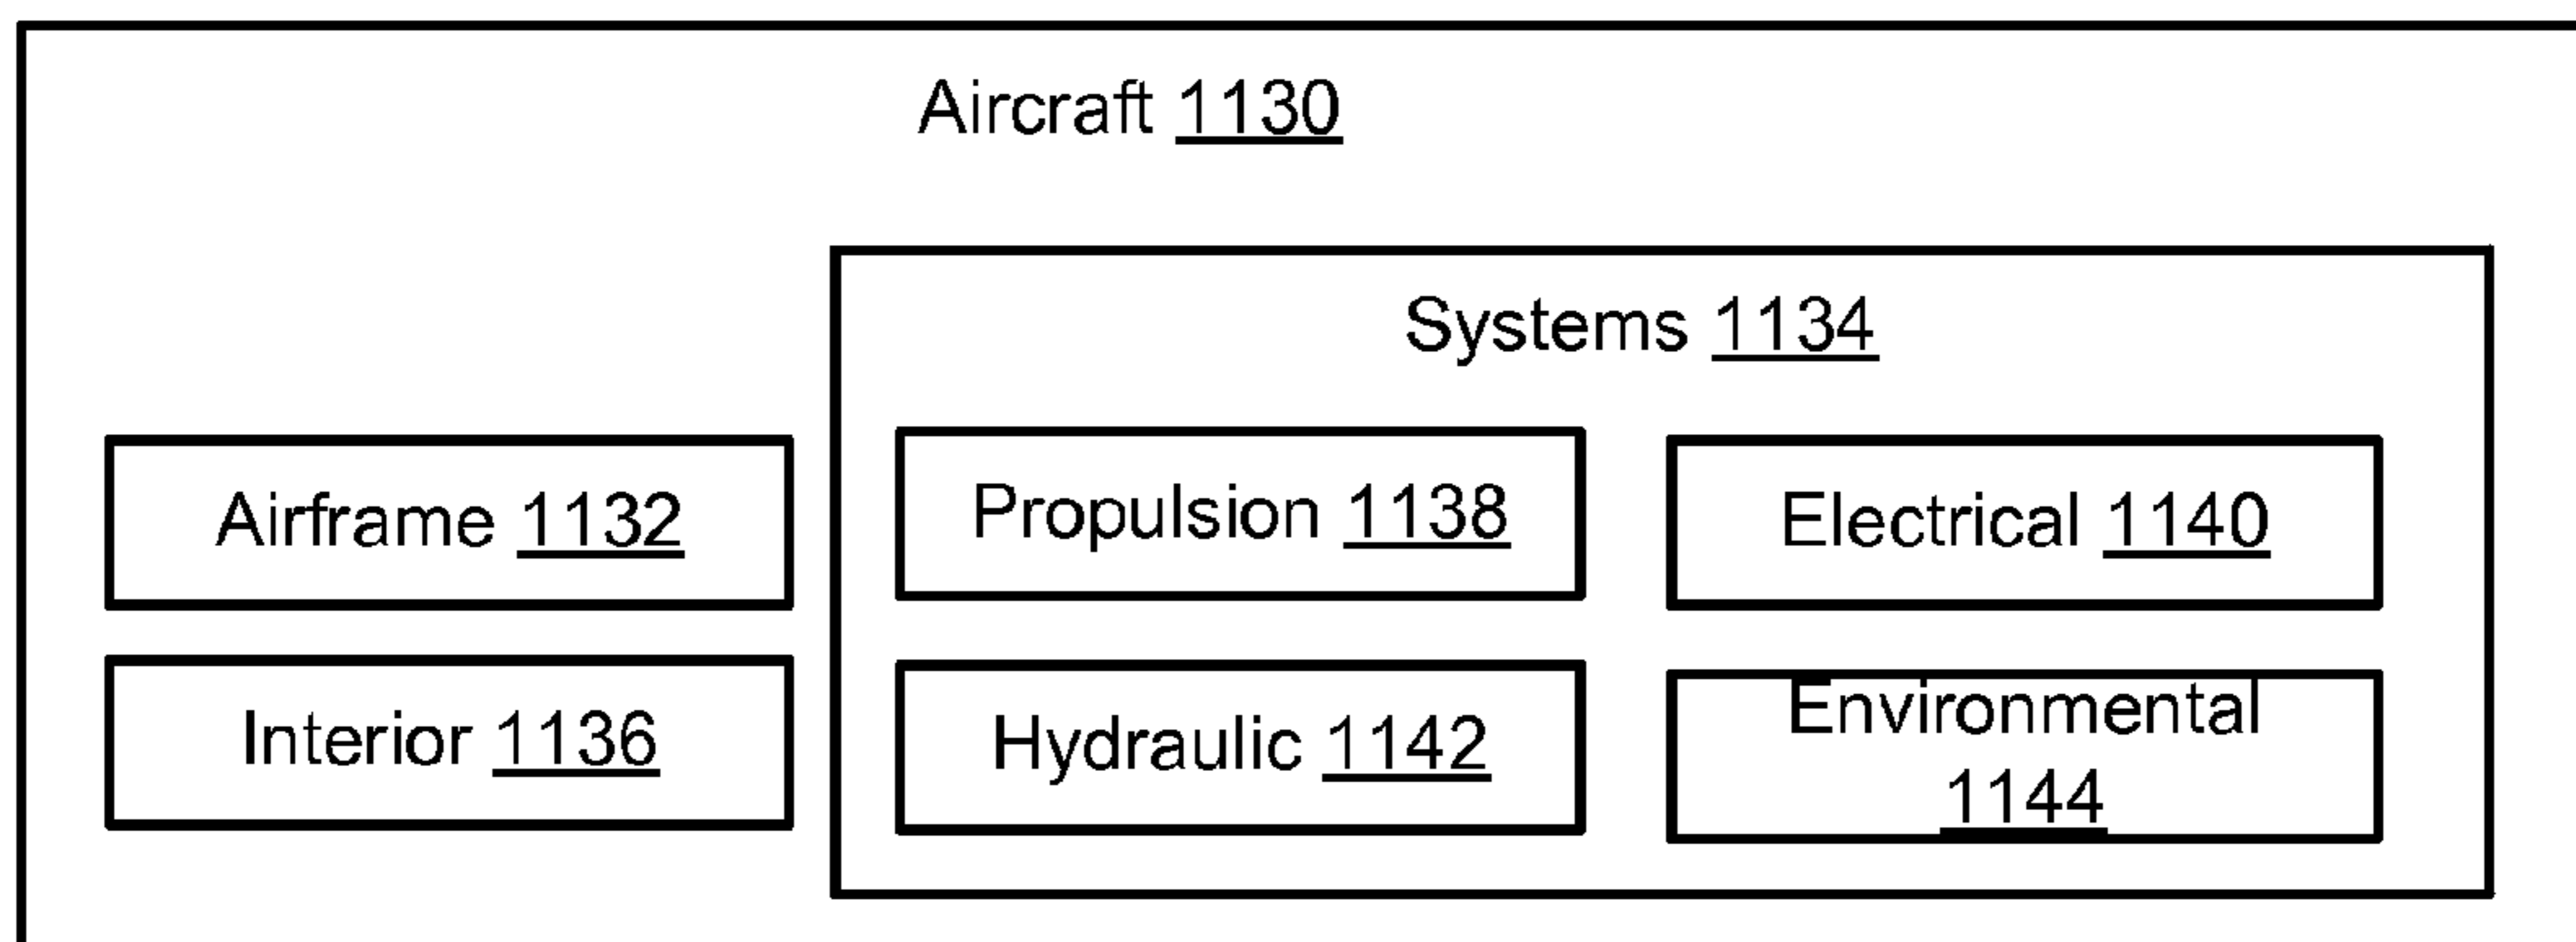 Aircraft 1130
Systems 1134
Airframe 1132
Propulsion 1138
Electrical 1140
Interior 1136
Hydraulic 1142
Environmental
1144